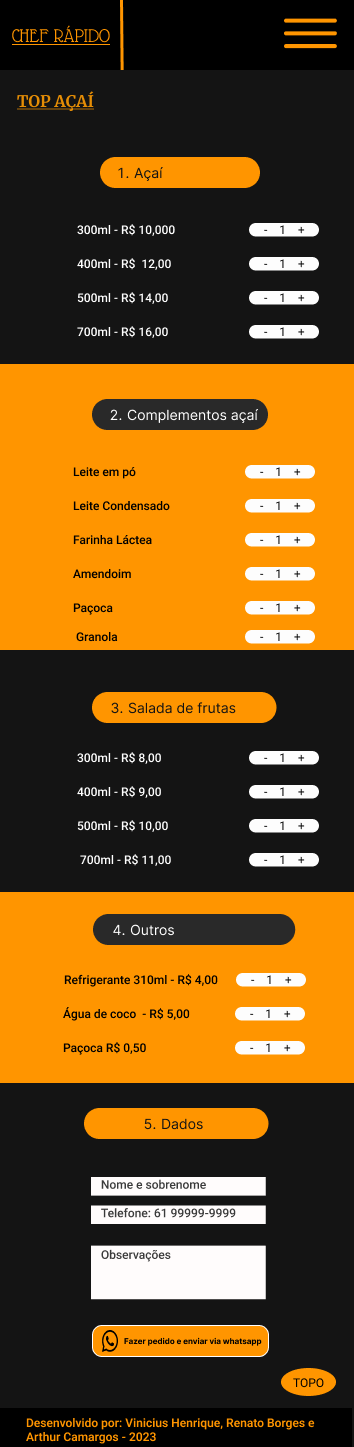 CHEF RÁPIDO
TOP AÇAÍ
1. Açaí
300ml - R$ 10,000 - 1 +
400ml - R$ 12,00 - 1 +
500ml - R$ 14,00 - 1 +
700ml - R$ 16,00 - 1 +
2. Complementos açaí
Leite em pó - 1 +
Leite Condensado - 1 +
Farinha Láctea - 1 +
Amendoim - 1 +
Paçoca - 1 +
Granola - 1 +
3. Salada de frutas
300ml - R$ 8,00 - 1 +
400ml - R$ 9,00 - 1 +
500ml - R$ 10,00 - 1 +
700ml - R$ 11,00 - 1 +
4. Outros
Refrigerante 310ml - R$ 4,00 - 1 +
Água de coco - R$ 5,00 - 1 +
Paçoca R$ 0,50 - 1 +
5. Dados
Nome e sobrenome
Telefone: 61 99999-9999
Observações
Fazer pedido e enviar via whatsapp
TOPO
Desenvolvido por: Vinicius Henrique, Renato Borges e
Arthur Camargos - 2023